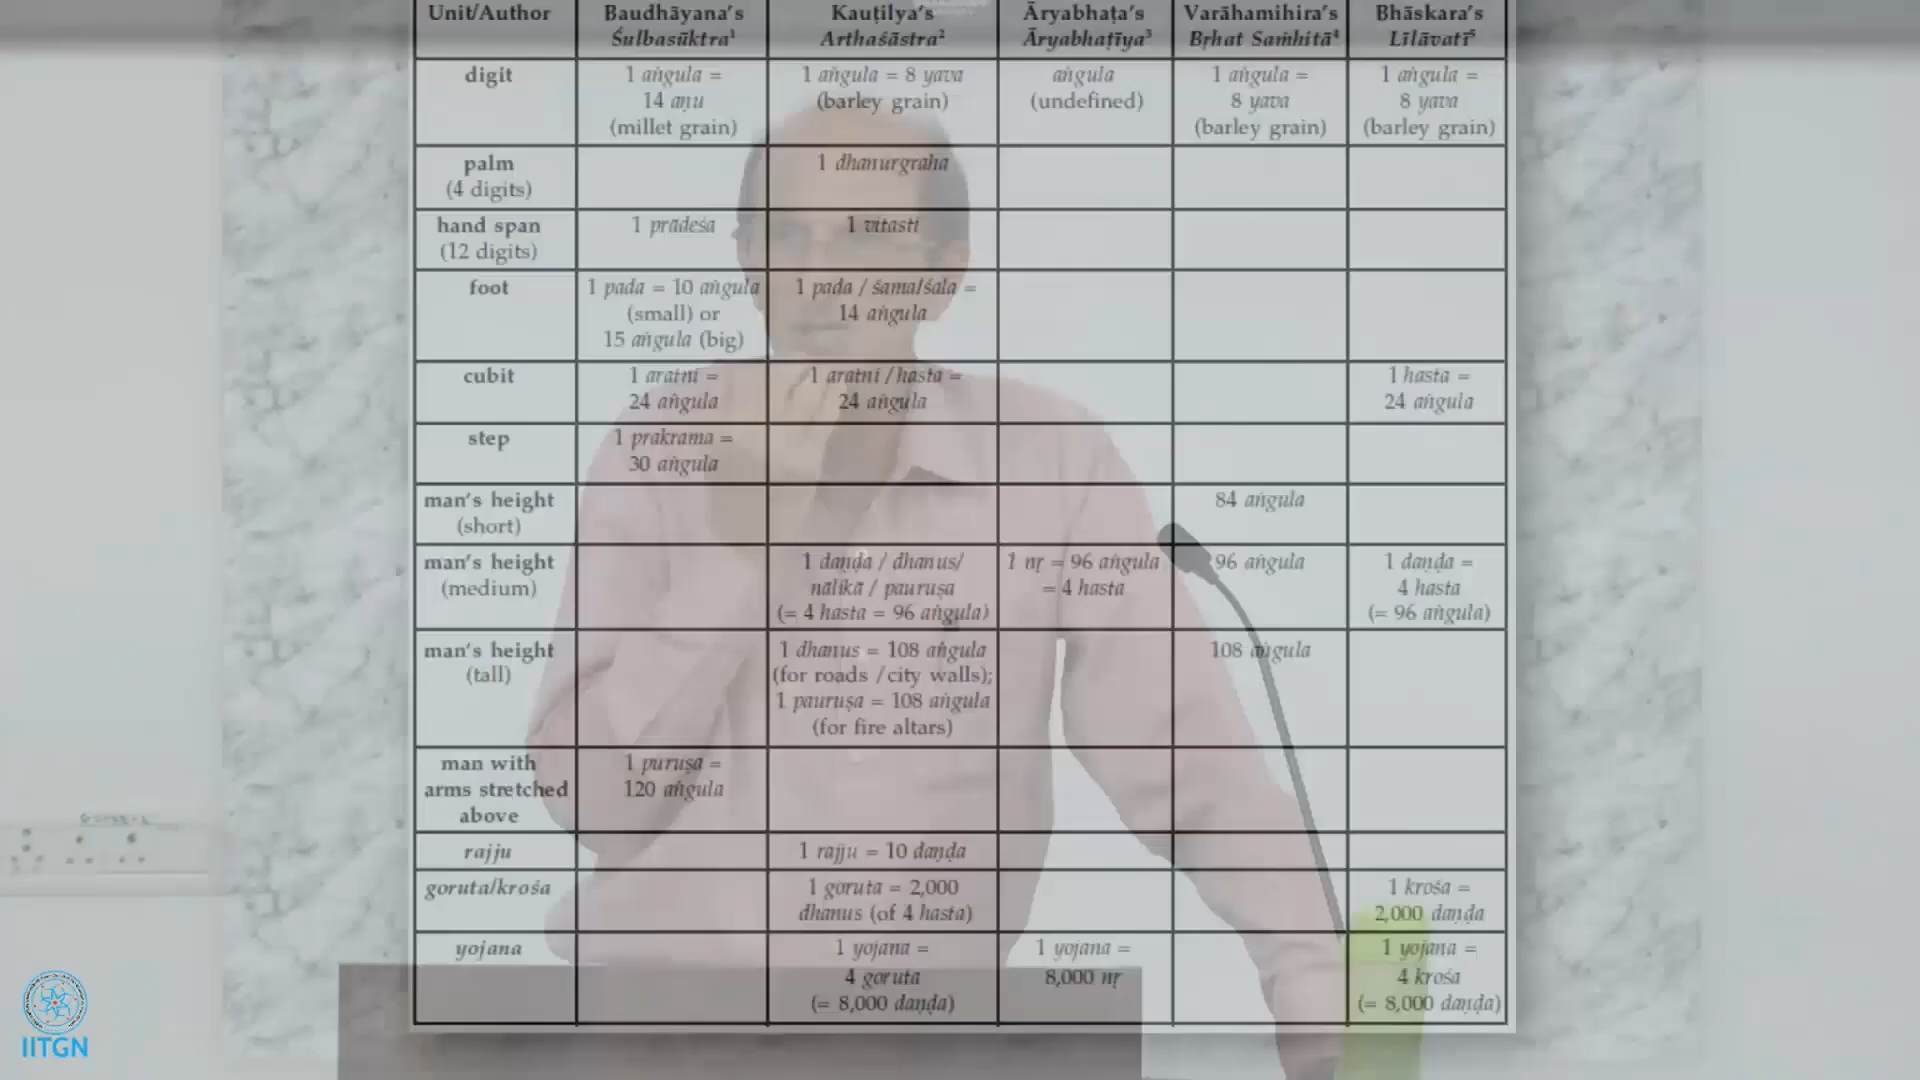 Unit/Author
Baudhāyana's
Śulbasūktra¹
Kauṭilya's
Arthaśāstra²
Āryabhaṭa's
Āryabhaṭīya³
Varāhamihira's
Bṛhat Saṁhitā⁴
Bhāskara's
Līlāvatī⁵
digit
1 aṅgula =
14 aṇu
(millet grain)
1 aṅgula = 8 yava
(barley grain)
aṅgula
(undefined)
1 aṅgula =
8 yava
(barley grain)
1 aṅgula =
8 yava
(barley grain)
palm
(4 digits)
1 dhanurgraha
hand span
(12 digits)
1 prādeśa
1 vitasti
foot
1 pada = 10 aṅgula
(small) or
15 aṅgula (big)
1 pada / śama/śala =
14 aṅgula
cubit
1 aratni =
24 aṅgula
1 aratni / hasta =
24 aṅgula
1 hasta =
24 aṅgula
step
1 prakrama =
30 aṅgula
man's height
(short)
84 aṅgula
man's height
(medium)
1 daṇḍa / dhanus/
nālikā / pauruṣa
(= 4 hasta = 96 aṅgula)
1 nṛ = 96 aṅgula
= 4 hasta
96 aṅgula
1 daṇḍa =
4 hasta
(= 96 aṅgula)
man's height
(tall)
1 dhanus = 108 aṅgula
(for roads / city walls);
1 pauruṣa = 108 aṅgula
(for fire altars)
108 aṅgula
man with
arms stretched
above
1 puruṣa =
120 aṅgula
rajju
1 rajju = 10 daṇḍa
goruta/krośa
1 goruta = 2,000
dhanus (of 4 hasta)
1 krośa =
2,000 daṇḍa
yojana
1 yojana =
4 goruta
(= 8,000 daṇḍa)
1 yojana =
8,000 nṛ
1 yojana =
4 krośa
(= 8,000 daṇḍa)
IITGN